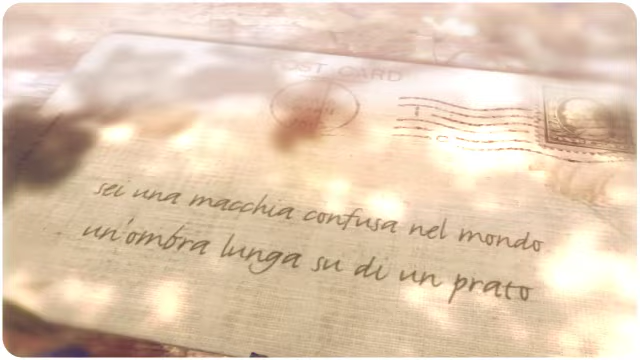 POST CARD
sei una macchia confusa nel mondo
un'ombra lunga su di un prato